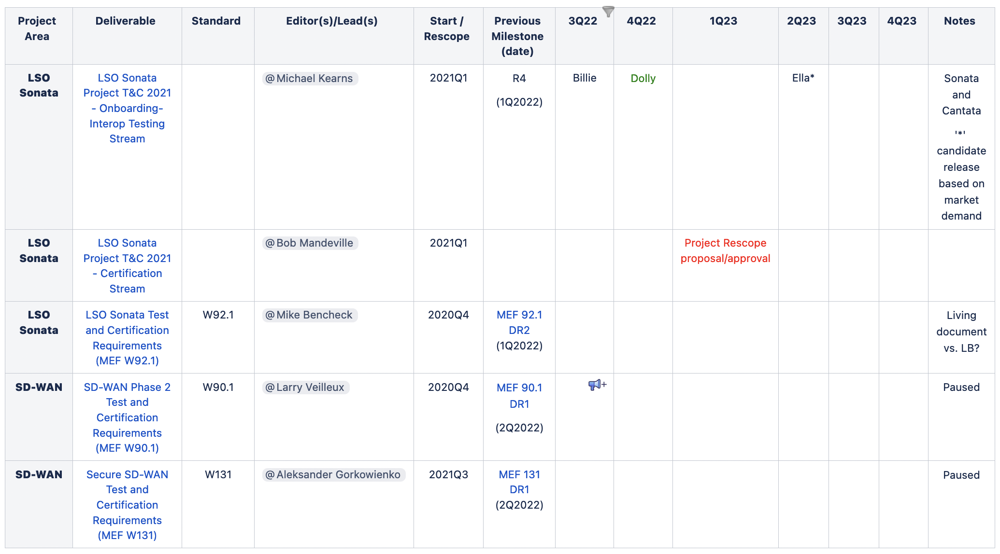 Project Area
Deliverable
Standard
Editor(s)/Lead(s)
Start / Rescope
Previous Milestone (date)
3Q22
4Q22
1Q23
2Q23
3Q23
4Q23
Notes
LSO
Sonata
LSO Sonata
Project T&C 2021
- Onboarding-
Interop Testing
Stream
@Michael Kearns
2021Q1
R4
(1Q2022)
Billie
Dolly
Ella*
Sonata
and
Cantata
'*'
candidate
release
based on
market
demand
LSO
Sonata
LSO Sonata
Project T&C 2021
- Certification
Stream
@Bob Mandeville
2021Q1
Project Rescope
proposal/approval
LSO
Sonata
LSO Sonata Test
and Certification
Requirements
(MEF W92.1)
W92.1
@Mike Bencheck
2020Q4
MEF 92.1
DR2
(1Q2022)
Living
document
vs. LB?
SD-WAN
SD-WAN Phase 2
Test and
Certification
Requirements
(MEF W90.1)
W90.1
@Larry Veilleux
2020Q4
MEF 90.1
DR1
(2Q2022)
+
Paused
SD-WAN
Secure SD-WAN
Test and
Certification
Requirements
(MEF W131)
W131
@Aleksander Gorkowienko
2021Q3
MEF 131
DR1
(2Q2022)
Paused